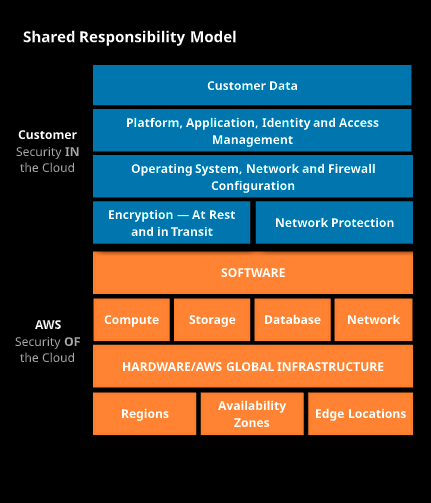 Shared Responsibility Model
Customer
Security IN
the Cloud
Customer Data
Platform, Application, Identity and Access
Management
Operating System, Network and Firewall
Configuration
Encryption — At Rest
and in Transit
Network Protection
AWS
Security OF
the Cloud
SOFTWARE
Compute
Storage
Database
Network
HARDWARE/AWS GLOBAL INFRASTRUCTURE
Regions
Availability
Zones
Edge Locations